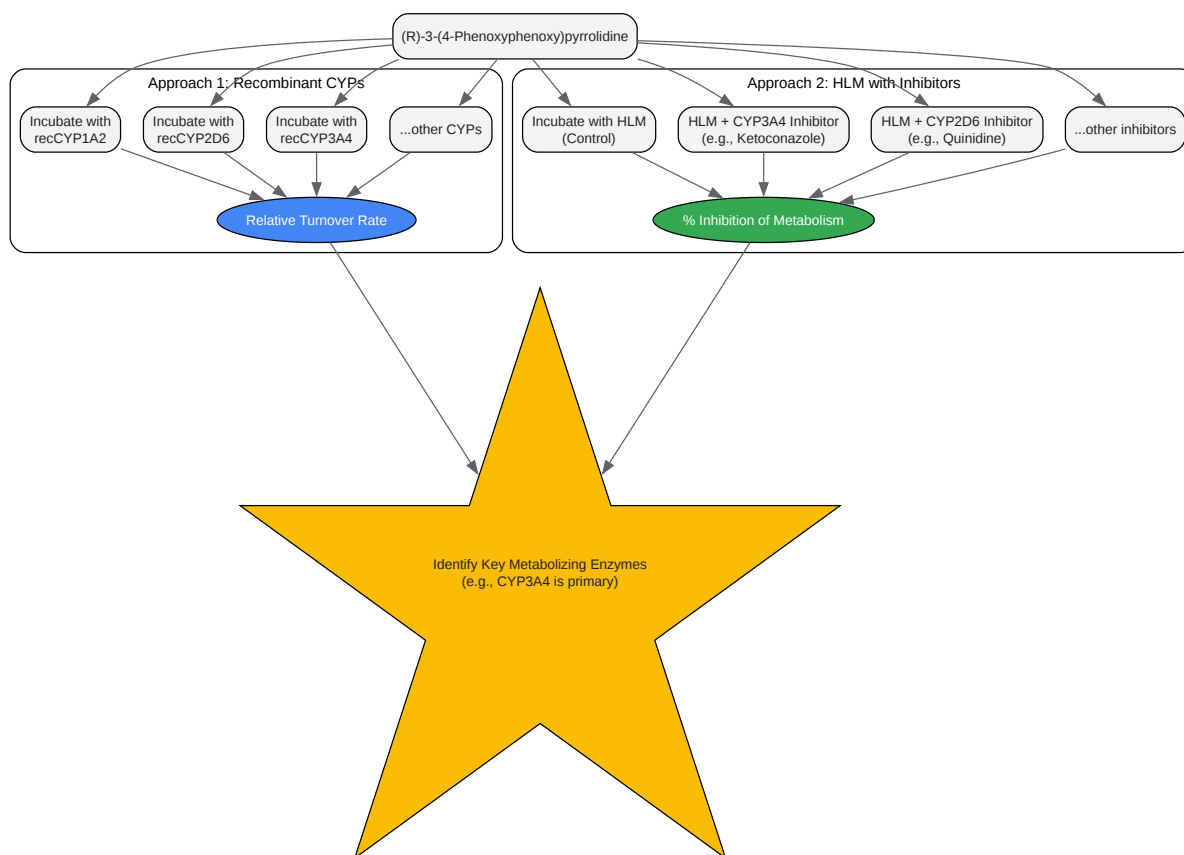 (R)-3-(4-Phenoxyphenoxy)pyrrolidine
Approach 1: Recombinant CYPs
Incubate with
recCYP1A2
Incubate with
recCYP2D6
Incubate with
recCYP3A4
...other CYPs
Relative Turnover Rate
Approach 2: HLM with Inhibitors
Incubate with HLM
(Control)
HLM + CYP3A4 Inhibitor
(e.g., Ketoconazole)
HLM + CYP2D6 Inhibitor
(e.g., Quinidine)
...other inhibitors
% Inhibition of Metabolism
Identify Key Metabolizing Enzymes
(e.g., CYP3A4 is primary)